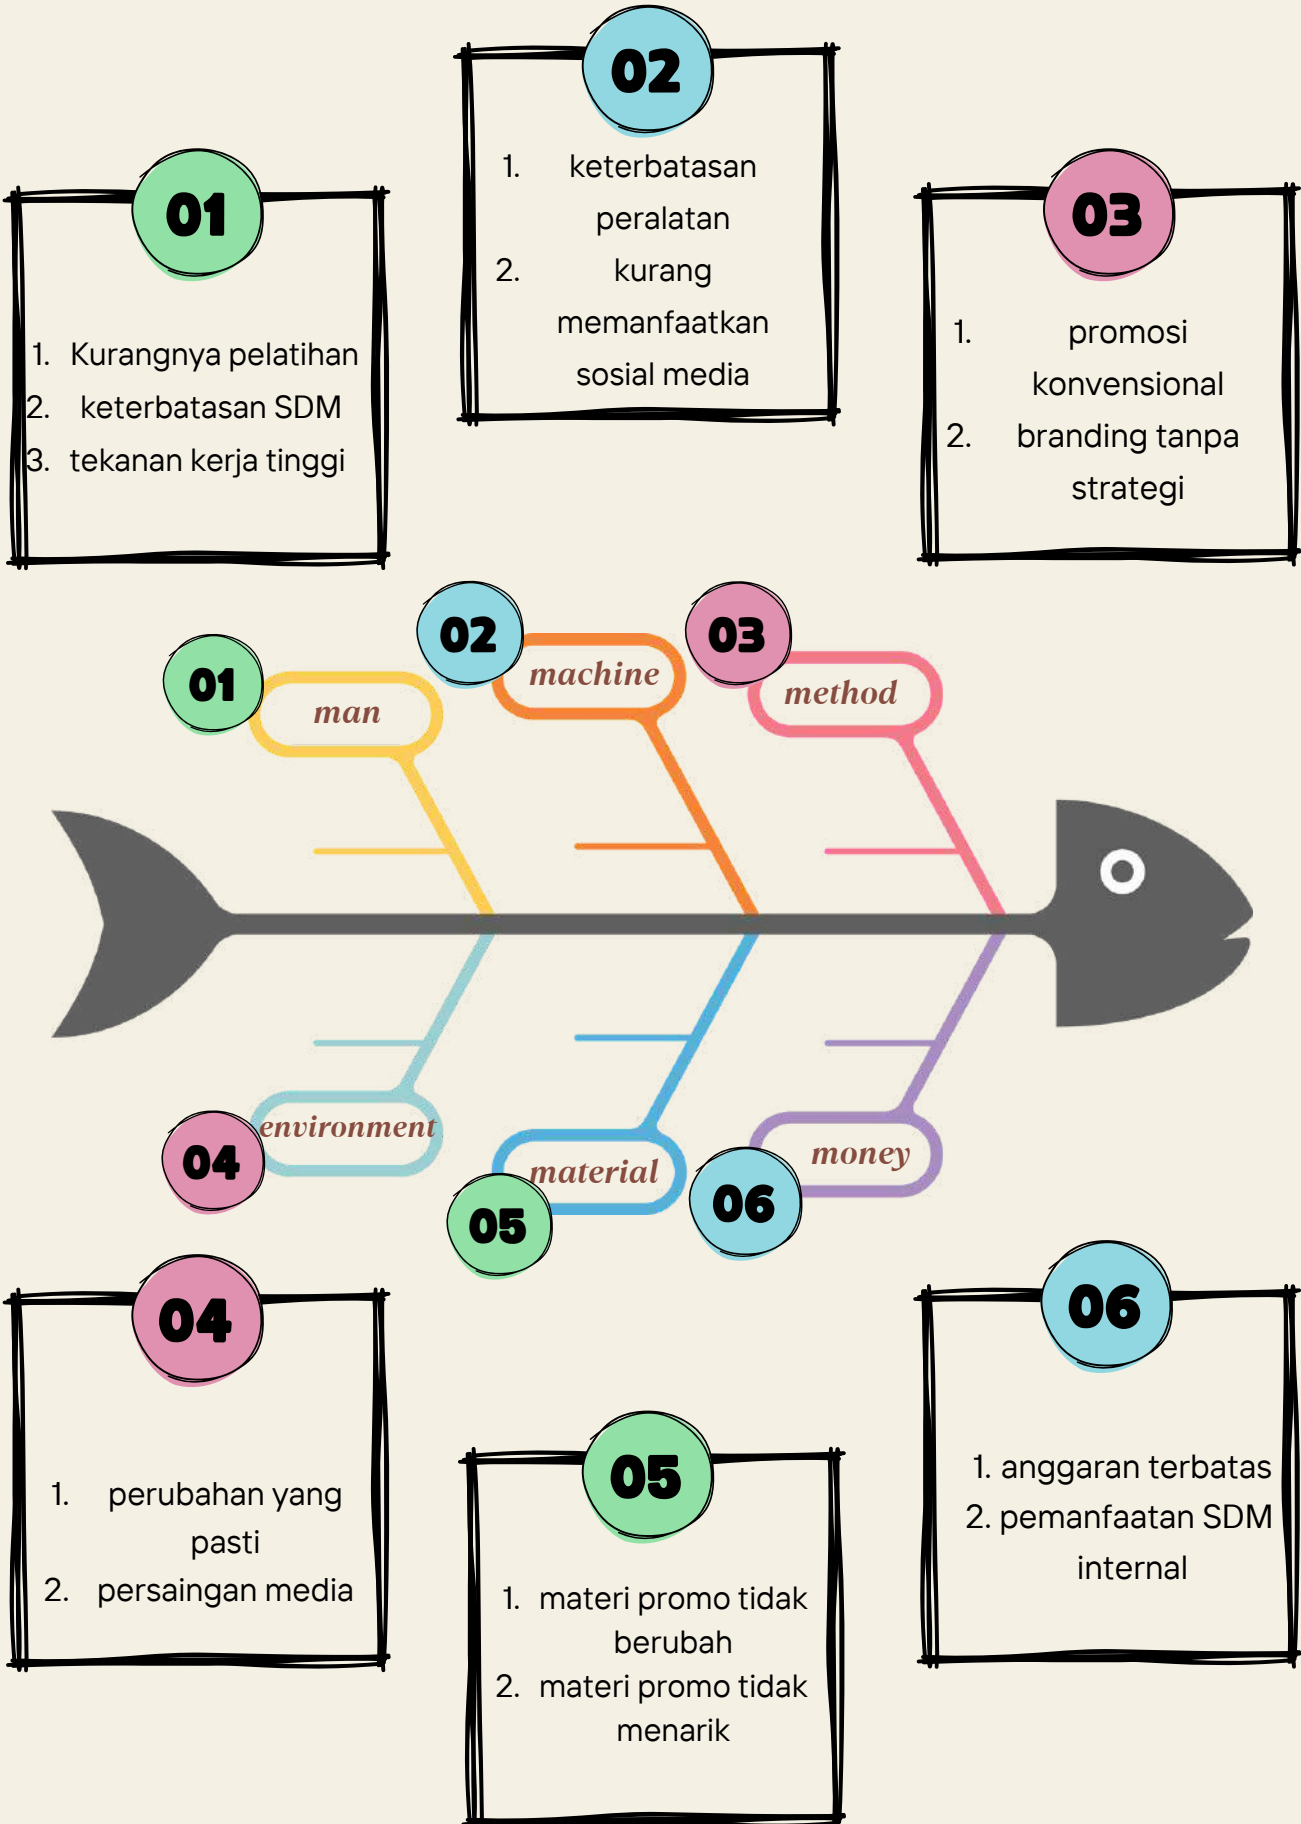 01
1. Kurangnya pelatihan
2. keterbatasan SDM
3. tekanan kerja tinggi
02
1. keterbatasan
peralatan
2. kurang
memanfaatkan
sosial media
03
1. promosi
konvensional
2. branding tanpa
strategi
01
man
02
machine
03
method
04
environment
05
material
06
money
04
1. perubahan yang
pasti
2. persaingan media
05
1. materi promo tidak
berubah
2. materi promo tidak
menarik
06
1. anggaran terbatas
2. pemanfaatan SDM
internal